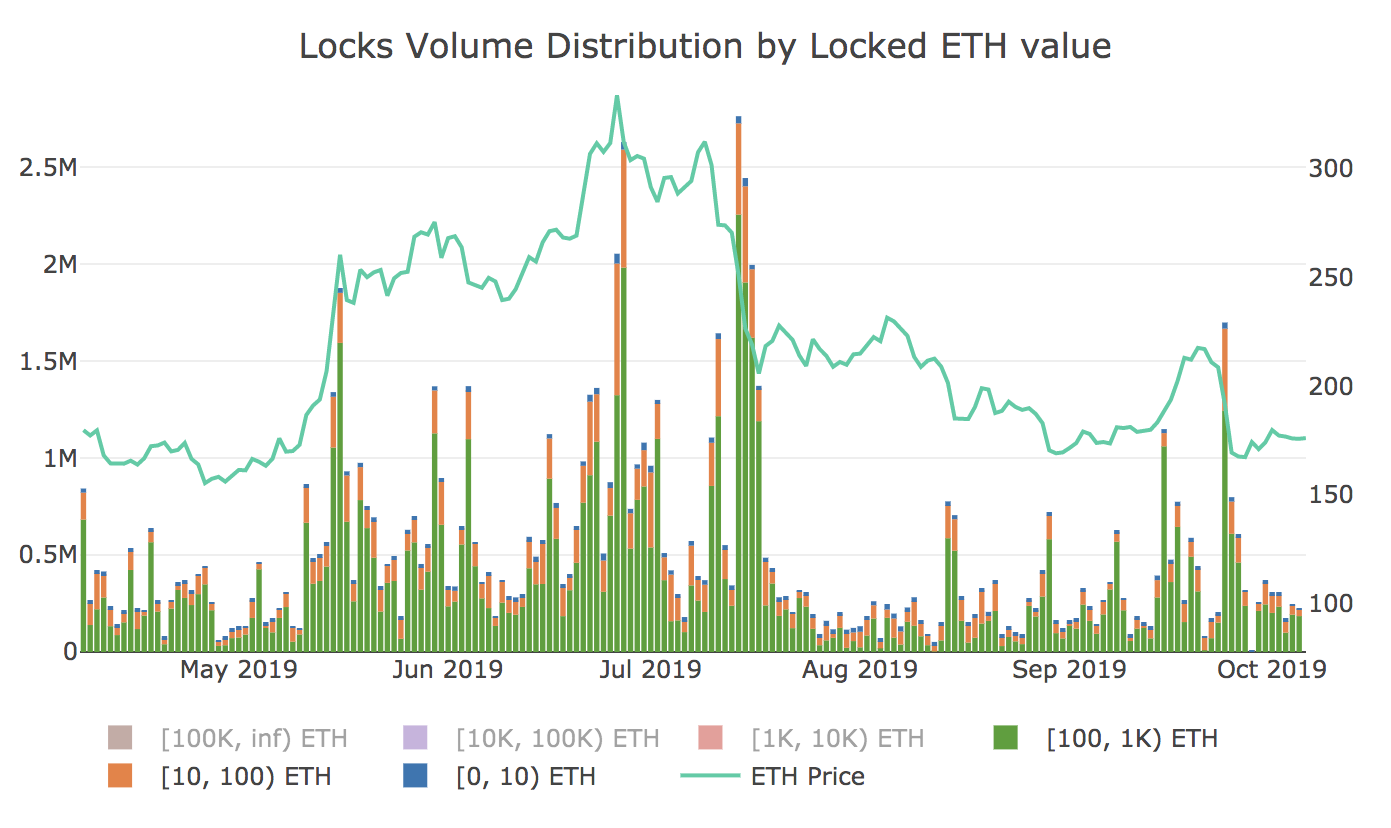 Locks Volume Distribution by Locked ETH value
2.5M
2M
1.5M
1M
0.5M
0
300
250
200
150
100
May 2019 Jun 2019 Jul 2019 Aug 2019 Sep 2019 Oct 2019
[100K, inf) ETH [10K, 100K) ETH [1K, 10K) ETH [100, 1K) ETH
[10, 100) ETH [0, 10) ETH ETH Price